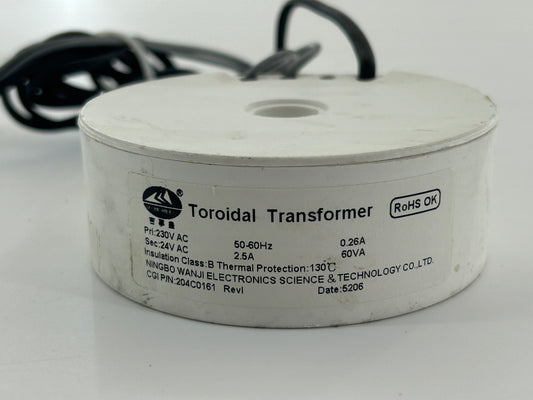 Toroidal Transformer RoHS OK
Pri:230V AC 50-60Hz 0.26A
Sec:24V AC 2.5A 60VA
Insulation Class:B Thermal Protection:130℃
NINGBO WANJI ELECTRONICS SCIENCE & TECHNOLOGY CO.,LTD.
CGI P/N:204C0161 RevI Date:5206